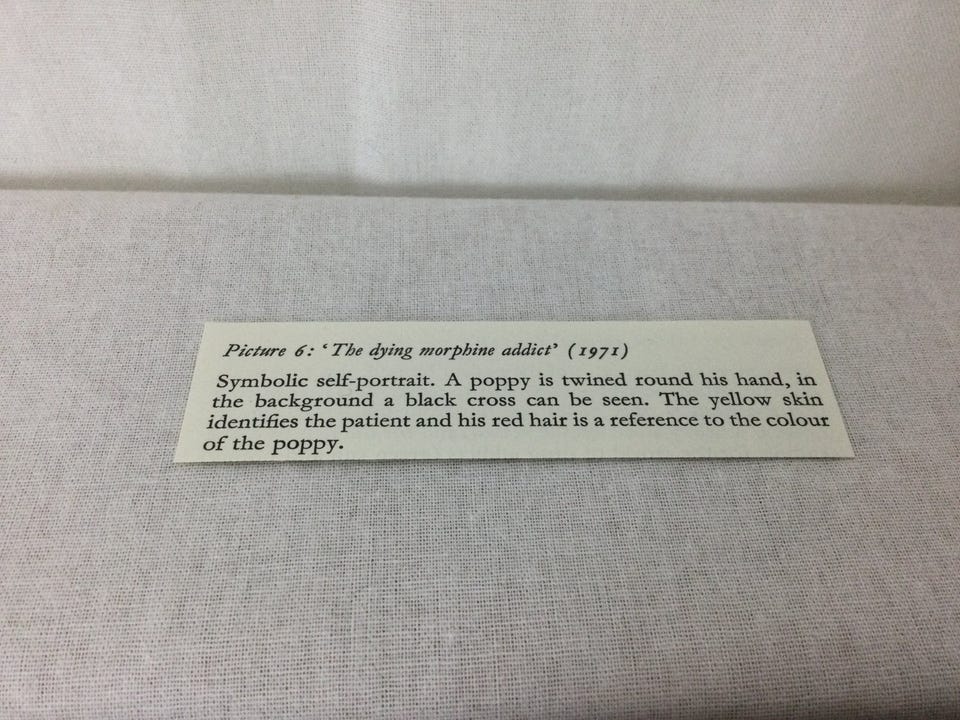 Picture 6: ‘The dying morphine addict’ (1971)
Symbolic self-portrait. A poppy is twined round his hand, in
the background a black cross can be seen. The yellow skin
identifies the patient and his red hair is a reference to the colour
of the poppy.